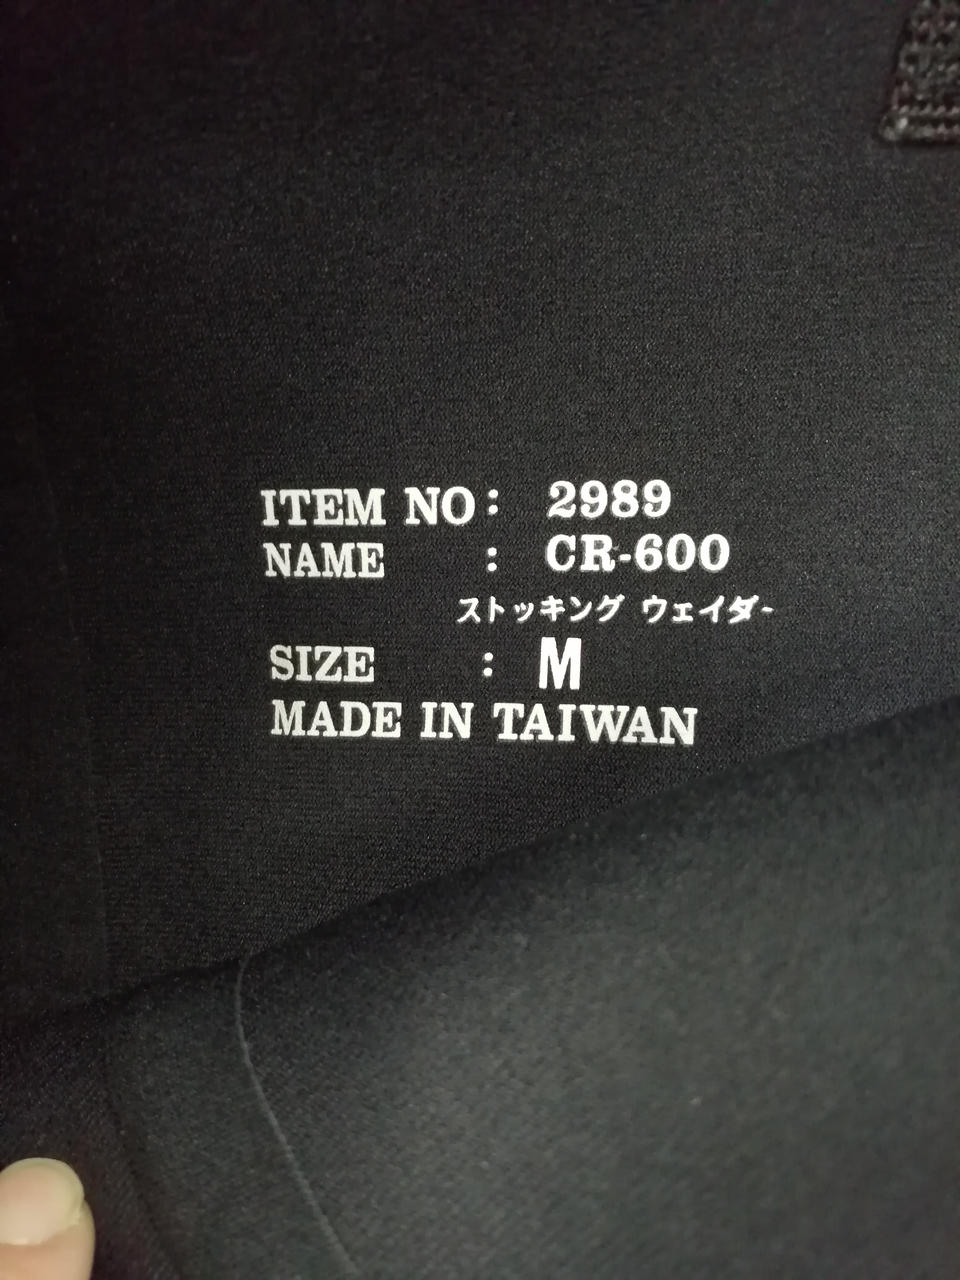 ITEM NO : 2989
NAME : CR-600
ストッキング ウェイダー
SIZE : M
MADE IN TAIWAN